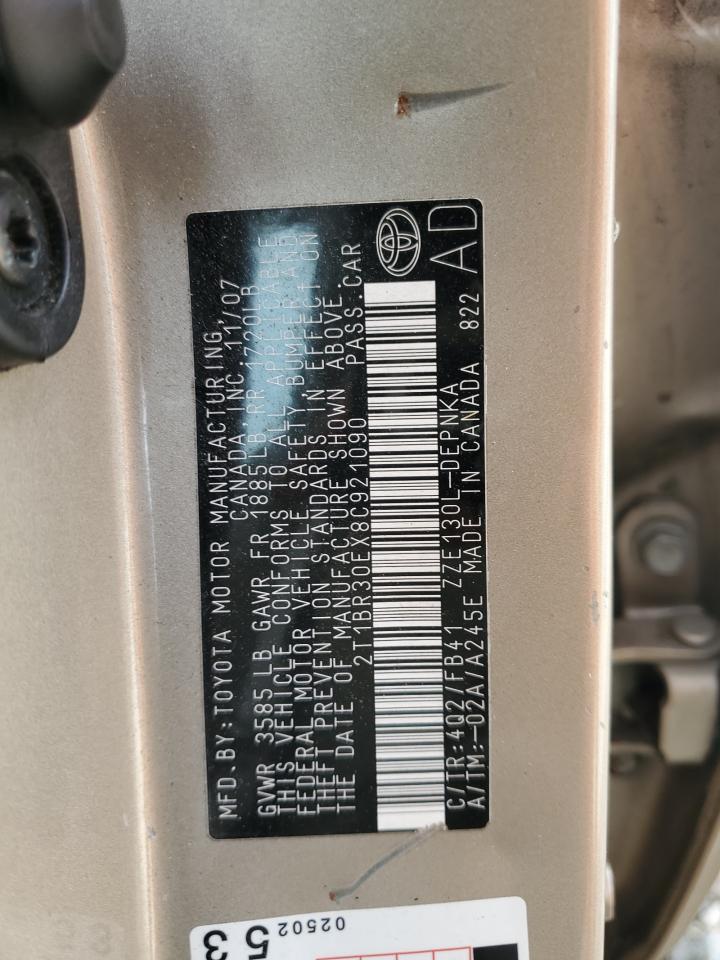 MFD.BY:TOYOTA MOTOR MANUFACTURING,
CANADA, INC. 11/07
GVWR 3585 LB GAWR FR 1885LB,RR 1720LB
THIS VEHICLE CONFORMS TO ALL APPLICABLE
FEDERAL MOTOR VEHICLE SAFETY,BUMPER AND
THEFT PREVENTION STANDARDS IN EFFECT ON
THE DATE OF MANUFACTURE SHOWN ABOVE
2T1BR30EX8C921090 PASS.CAR
C/TR:4Q2/FB41 ZZE130L-DEPNKA
A/TM:-02A/A245E MADE IN CANADA 822
AD
02502
53